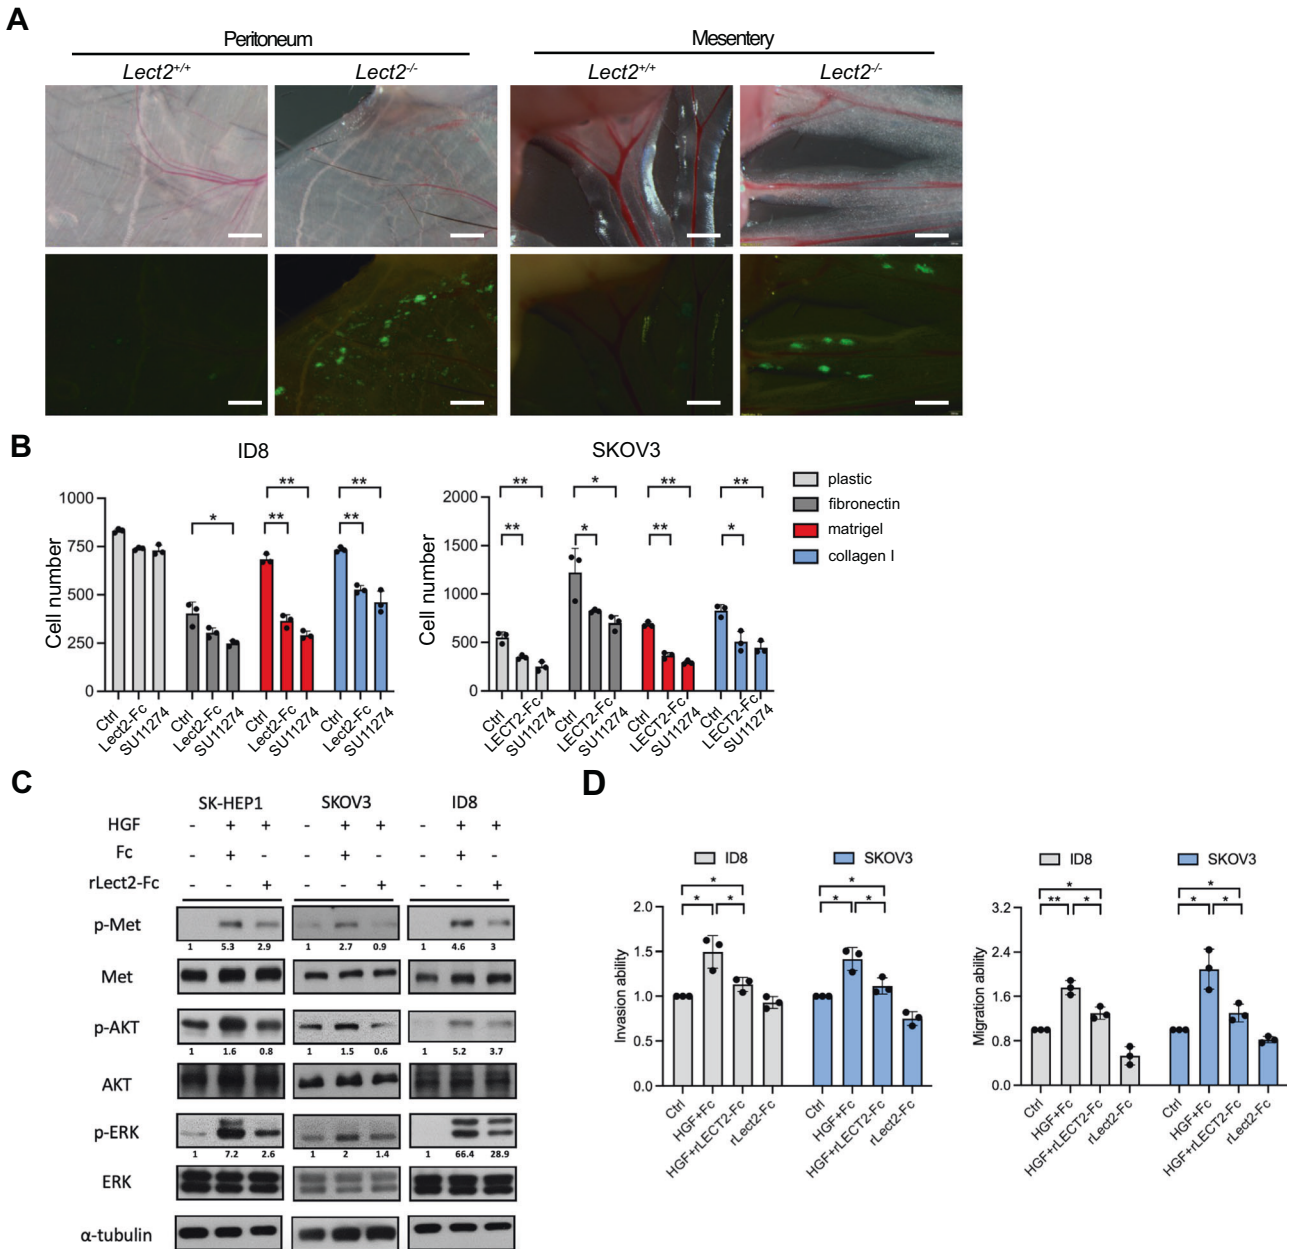 A
Peritoneum Mesentery
Lect2+/+ Lect2-/- Lect2+/+ Lect2-/-
B
ID8 SKOV3
** ** ** * ** **
* ** ** ** * ** *
1000 750 500 250 0
Cell number
Ctrl Lect2-Fc SU11274 Ctrl Lect2-Fc SU11274 Ctrl Lect2-Fc SU11274 Ctrl Lect2-Fc SU11274
2000 1500 1000 500 0
Cell number
Ctrl LECT2-Fc SU11274 Ctrl LECT2-Fc SU11274 Ctrl LECT2-Fc SU11274 Ctrl LECT2-Fc SU11274
plastic
fibronectin
matrigel
collagen I
C
SK-HEP1 SKOV3 ID8
HGF - + + - + + - + +
Fc - + - - + - - + -
rLect2-Fc - - + - - + - - +
p-Met
1 5.3 2.9 1 2.7 0.9 1 4.6 3
Met
p-AKT
1 1.6 0.8 1 1.5 0.6 1 5.2 3.7
AKT
p-ERK
1 7.2 2.6 1 2 1.4 1 66.4 28.9
ERK
α-tubulin
D
ID8 SKOV3
* *
* * * *
2.0 1.5 1.0 0.5 0.0
Invasion ability
Ctrl HGF+Fc HGF+rLECT2-Fc rLect2-Fc Ctrl HGF+Fc HGF+rLECT2-Fc rLect2-Fc
ID8 SKOV3
* *
** * * *
3.2 2.4 1.6 0.8 0.0
Migration ability
Ctrl HGF+Fc HGF+rLECT2-Fc rLect2-Fc Ctrl HGF+Fc HGF+rLECT2-Fc rLect2-Fc